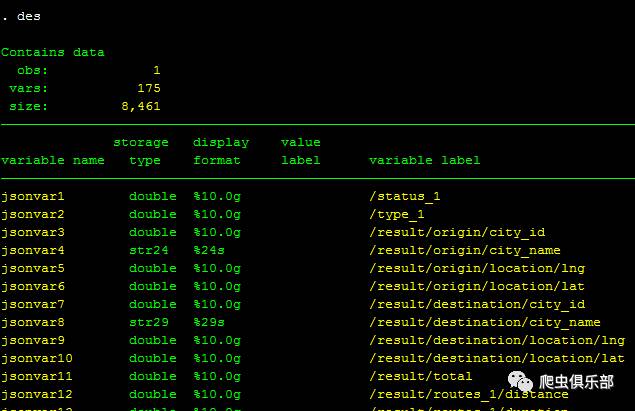 . des
Contains data
obs: 1
vars: 175
size: 8,461
storage display value
variable name type format label variable label
jsonvar1 double %10.0g /status_1
jsonvar2 double %10.0g /type_1
jsonvar3 double %10.0g /result/origin/city_id
jsonvar4 str24 %24s /result/origin/city_name
jsonvar5 double %10.0g /result/origin/location/lng
jsonvar6 double %10.0g /result/origin/location/lat
jsonvar7 double %10.0g /result/destination/city_id
jsonvar8 str29 %29s /result/destination/city_name
jsonvar9 double %10.0g /result/destination/location/lng
jsonvar10 double %10.0g /result/destination/location/lat
jsonvar11 double %10.0g /result/total
jsonvar12 double %10.0g /result/routes_1/distance
爬虫俱乐部